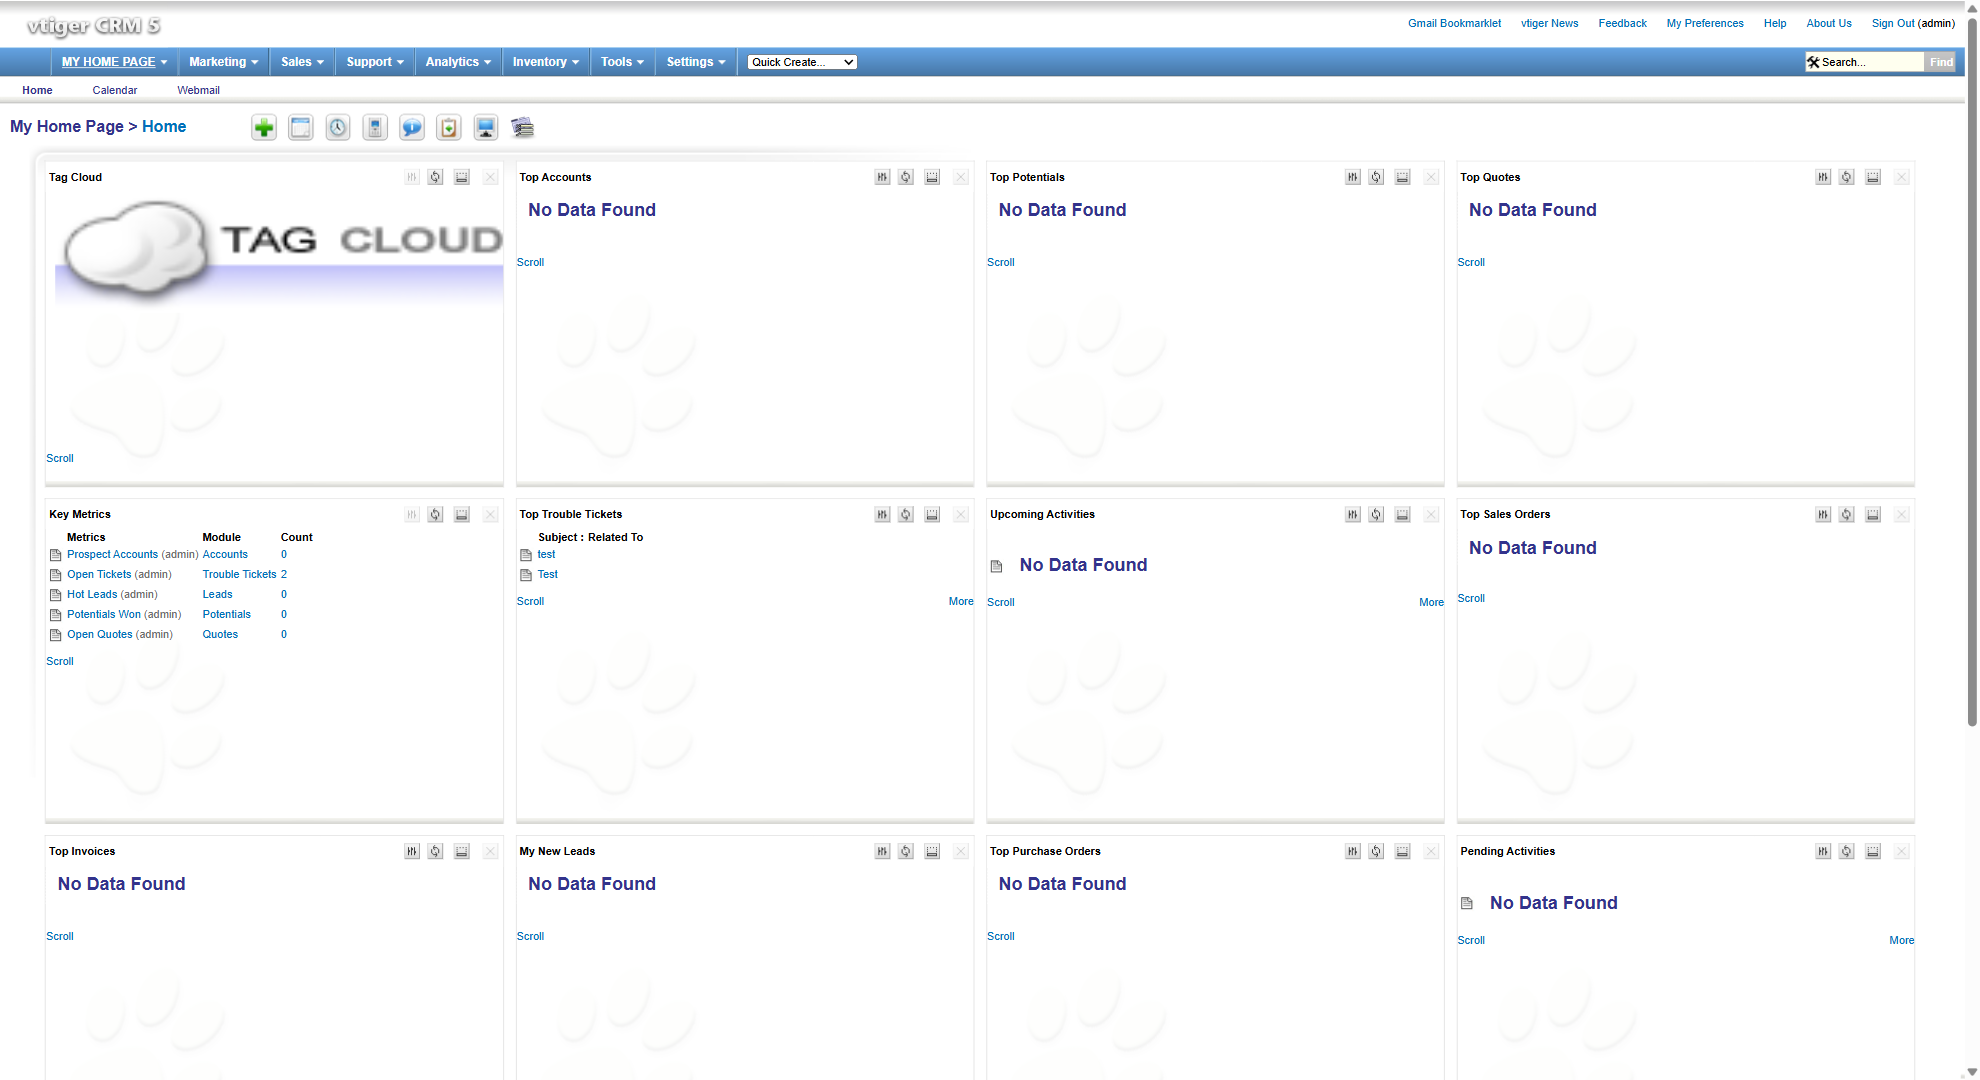 vtiger CRM 5
Gmail Bookmarklet vtiger News Feedback My Preferences Help About Us Sign Out (admin)
MY HOME PAGE Marketing Sales Support Analytics Inventory Tools Settings Quick Create... Search... Find
Home Calendar Webmail
My Home Page > Home
Tag Cloud
TAG CLOUD
Scroll
Top Accounts
No Data Found
Scroll
Top Potentials
No Data Found
Scroll
Top Quotes
No Data Found
Scroll
Key Metrics
Metrics Module Count
Prospect Accounts (admin) Accounts 0
Open Tickets (admin) Trouble Tickets 2
Hot Leads (admin) Leads 0
Potentials Won (admin) Potentials 0
Open Quotes (admin) Quotes 0
Scroll
Top Trouble Tickets
Subject : Related To
test
Test
Scroll More
Upcoming Activities
No Data Found
Scroll More
Top Sales Orders
No Data Found
Scroll
Top Invoices
No Data Found
Scroll
My New Leads
No Data Found
Scroll
Top Purchase Orders
No Data Found
Scroll
Pending Activities
No Data Found
Scroll More